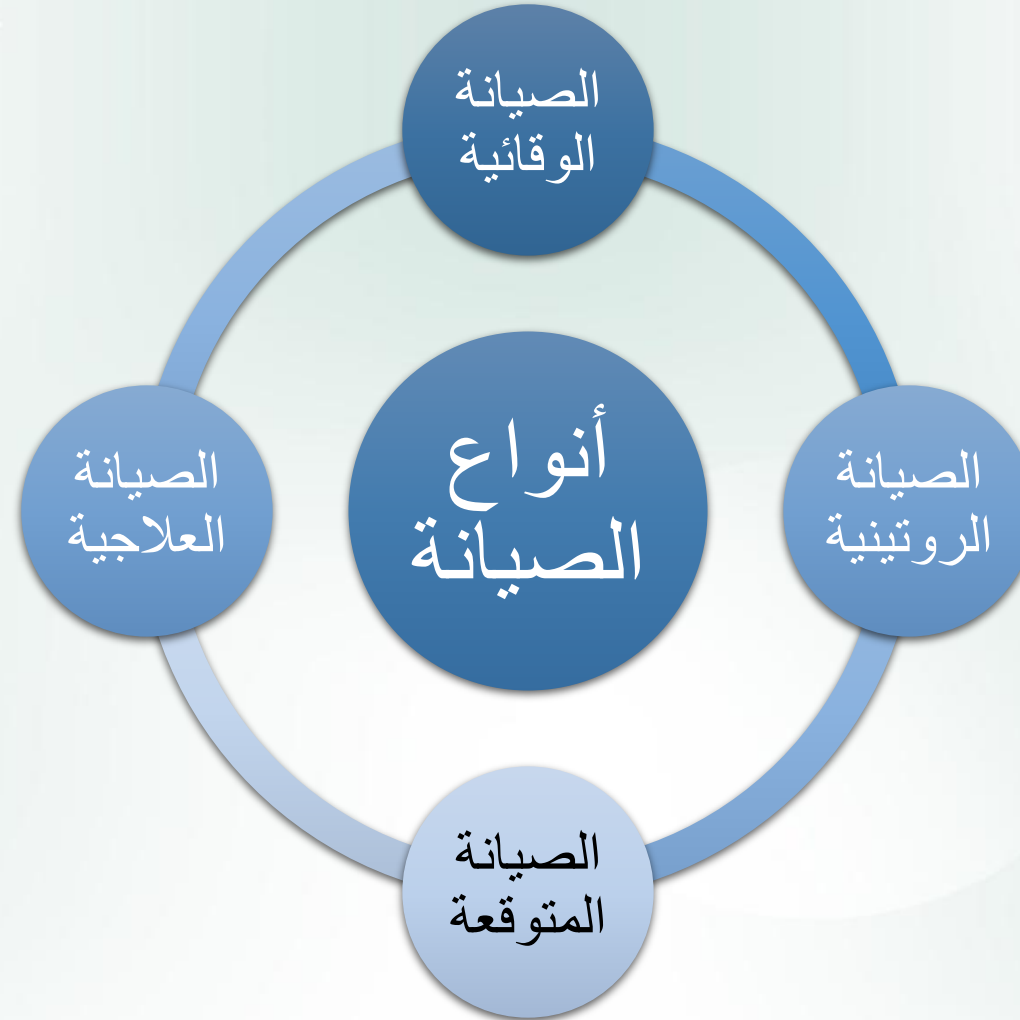 الصيانة
الوقائية
أنواع
الصيانة
الصيانة
الروتينية
الصيانة
المتوقعة
الصيانة
العلاجية